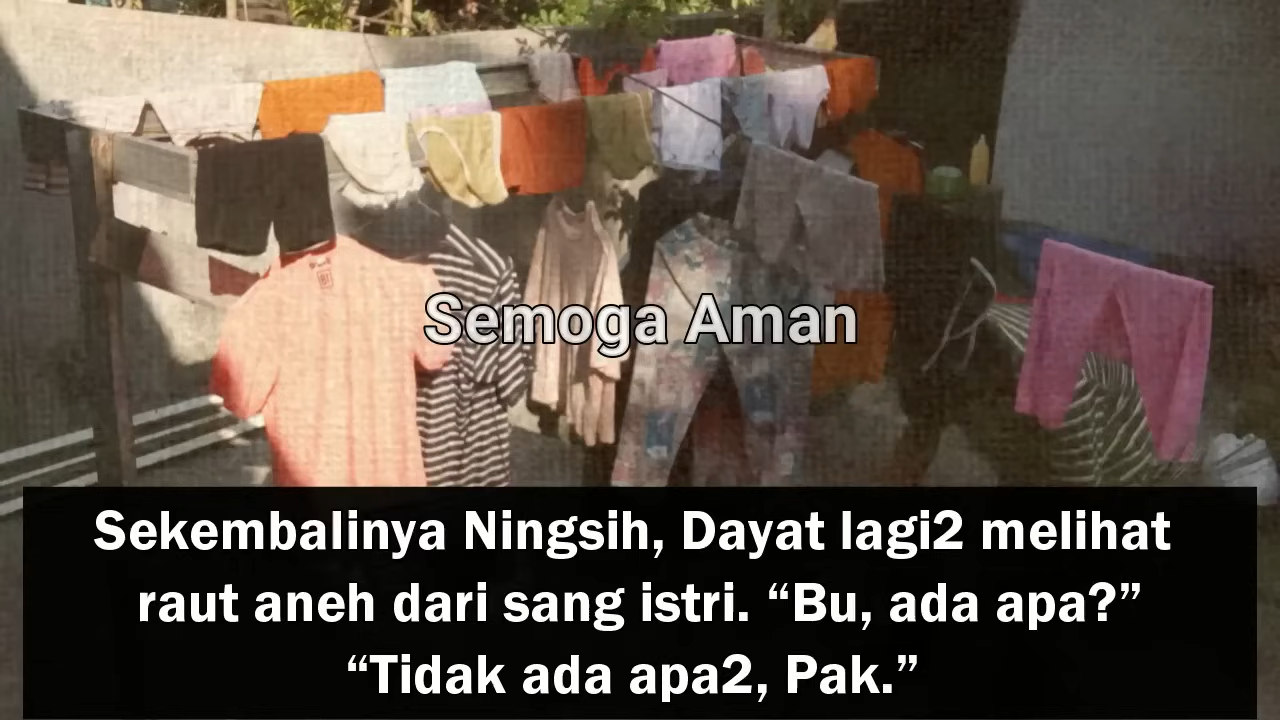 Semoga Aman
Sekembalinya Ningsih, Dayat lagi2 melihat
raut aneh dari sang istri. “Bu, ada apa?”
“Tidak ada apa2, Pak.”